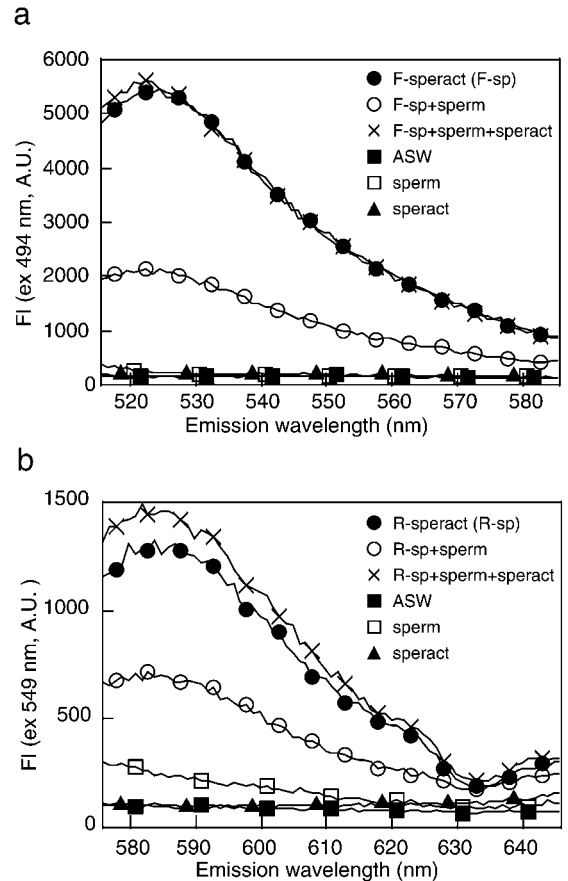 a
6000
5000
4000
3000
2000
1000
0
FI (ex 494 nm, A.U.)
F-speract (F-sp)
F-sp+sperm
F-sp+sperm+speract
ASW
sperm
speract
520 530 540 550 560 570 580
Emission wavelength (nm)
b
1500
1000
500
0
FI (ex 549 nm, A.U.)
R-speract (R-sp)
R-sp+sperm
R-sp+sperm+speract
ASW
sperm
speract
580 590 600 610 620 630 640
Emission wavelength (nm)